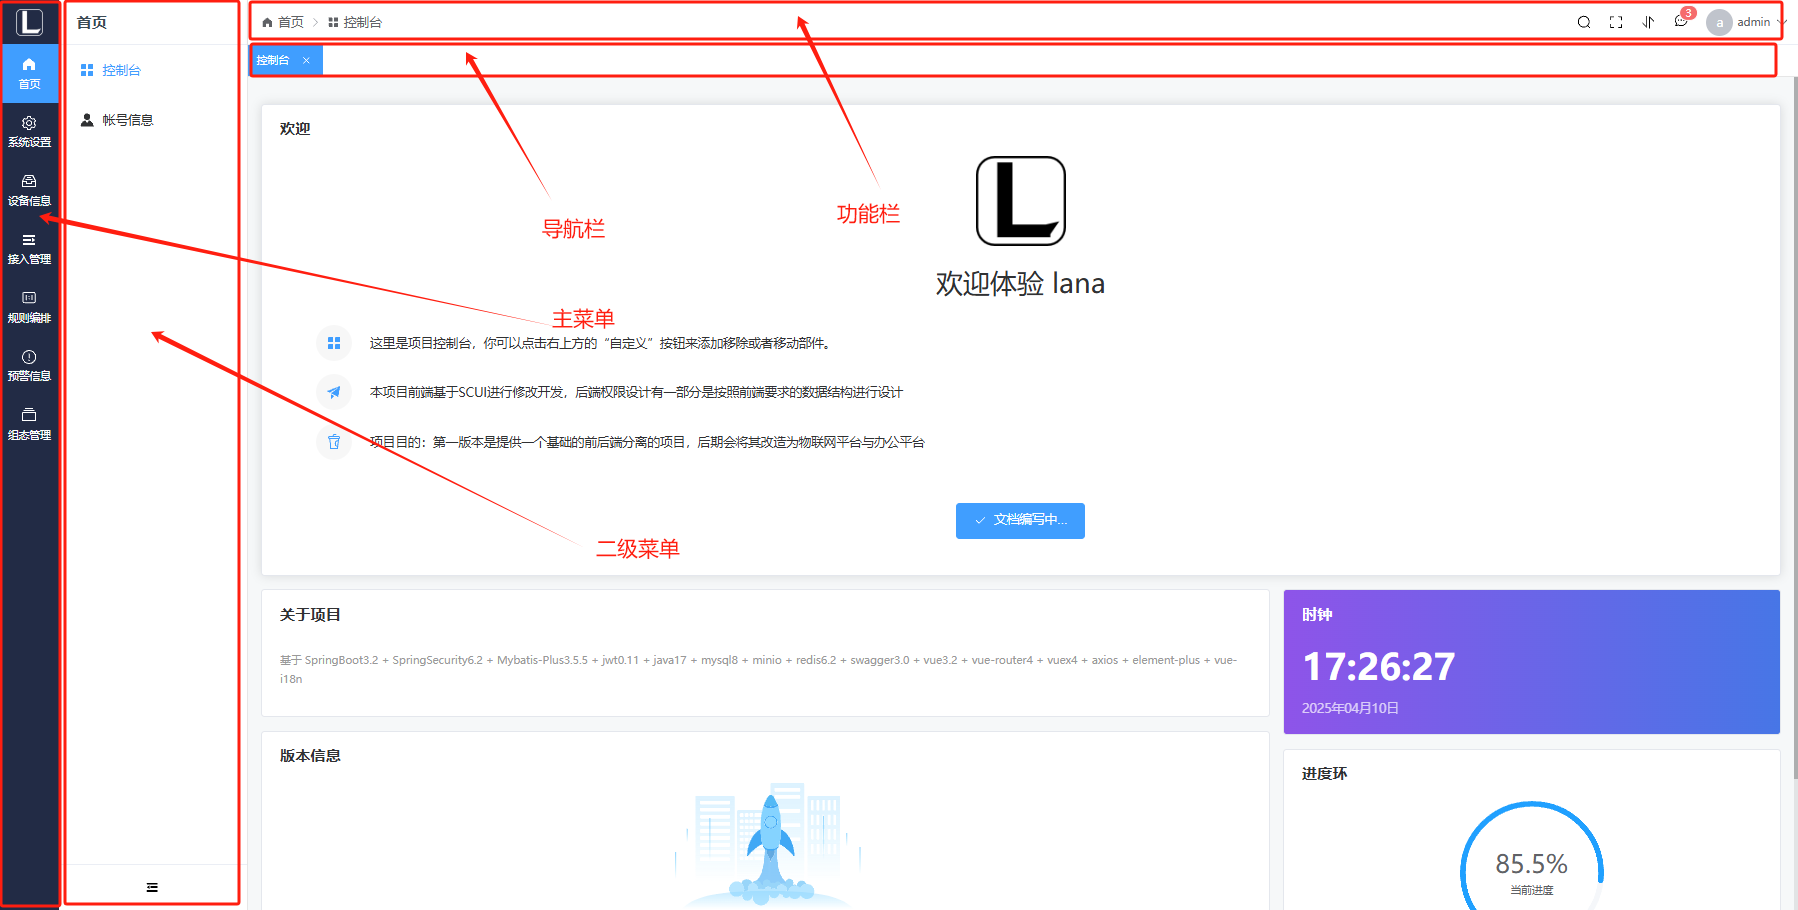 首页
首页
控制台
3
a
admin
首页
系统设置
设备信息
接入管理
规则编排
预警信息
组态管理
控制台
帐号信息
控制台
导航栏
功能栏
主菜单
二级菜单
欢迎
欢迎体验 lana
这里是项目控制台，你可以点击右上方的“自定义”按钮来添加移除或者移动部件。
本项目前端基于SCUI进行修改开发，后端权限设计有一部分是按照前端要求的数据结构进行设计
项目目的：第一版本是提供一个基础的前后端分离的项目，后期会将其改造为物联网平台与办公平台
文档编写中...
关于项目
基于 SpringBoot3.2 + SpringSecurity6.2 + Mybatis-Plus3.5.5 + jwt0.11 + java17 + mysql8 + minio + redis6.2 + swagger3.0 + vue3.2 + vue-router4 + vuex4 + axios + element-plus + vue-
i18n
时钟
17:26:27
2025年04月10日
版本信息
进度环
85.5%
当前进度